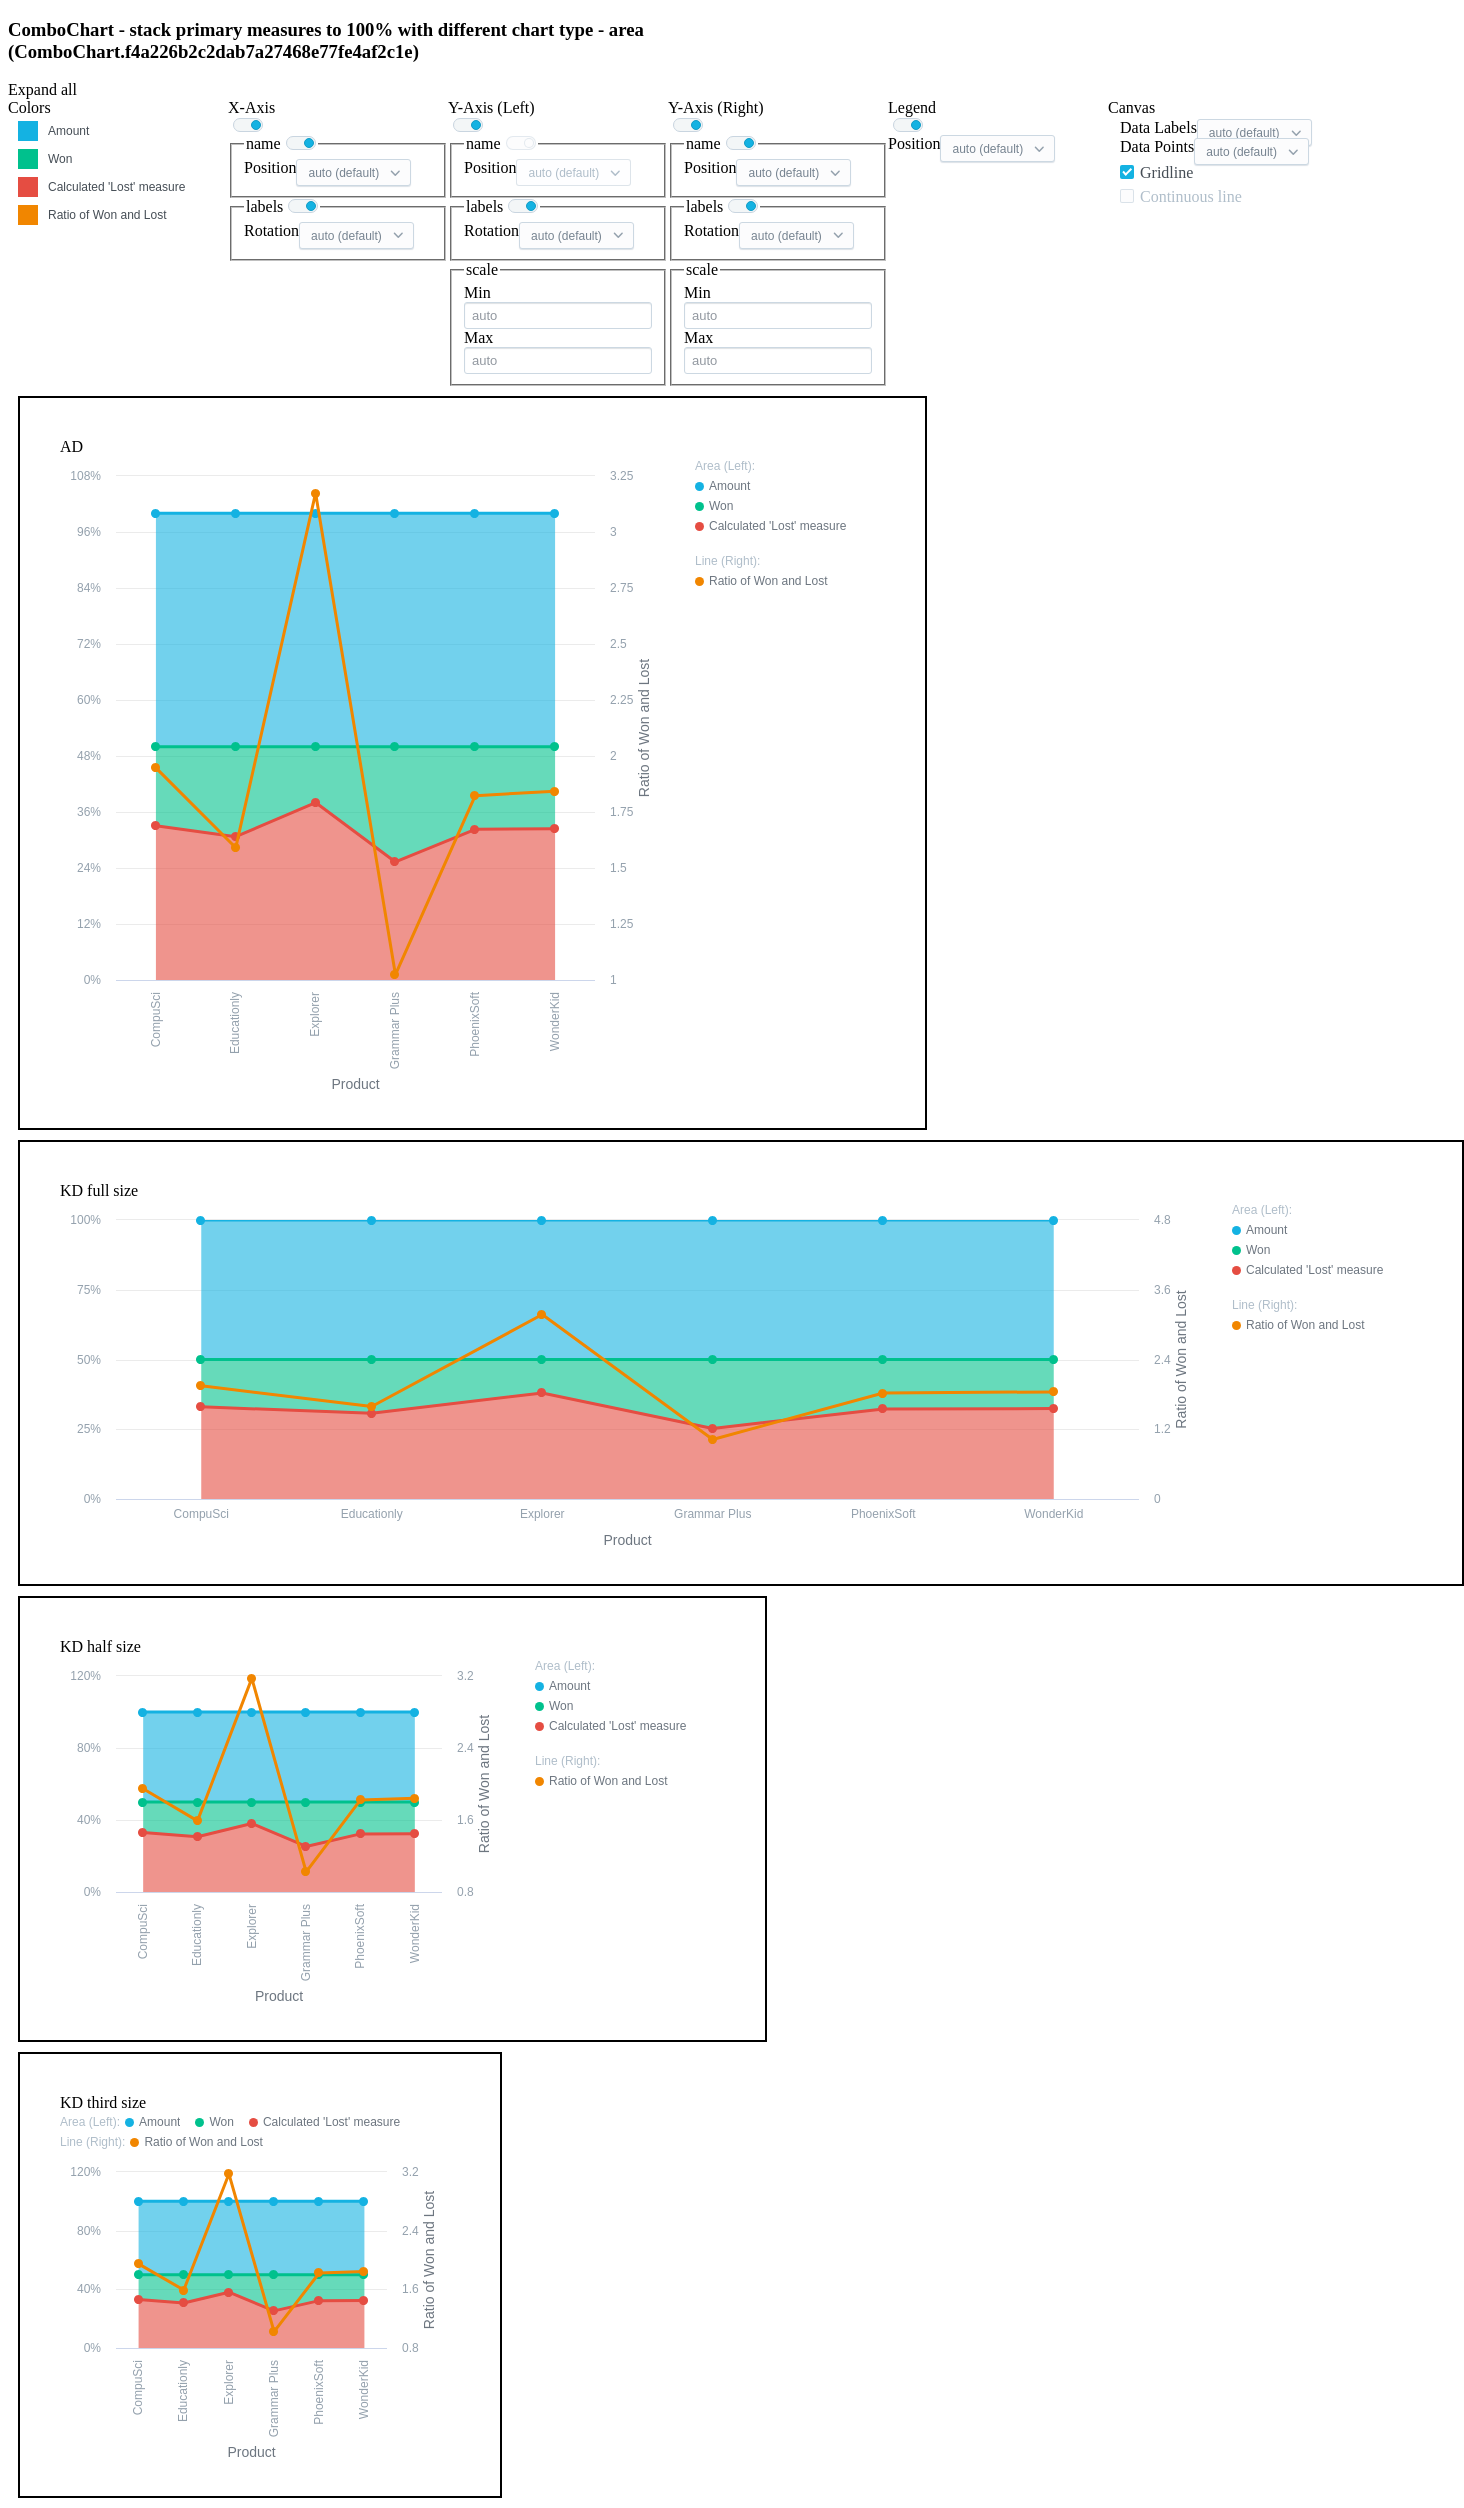 ComboChart - stack primary measures to 100% with different chart type - area
(ComboChart.f4a226b2c2dab7a27468e77fe4af2c1e)
Expand all
Colors
Amount
Won
Calculated 'Lost' measure
Ratio of Won and Lost
X-Axis
name
Position auto (default)
labels
Rotation auto (default)
Y-Axis (Left)
name
Position auto (default)
labels
Rotation auto (default)
scale
Min
auto
Max
auto
Y-Axis (Right)
name
Position auto (default)
labels
Rotation auto (default)
scale
Min
auto
Max
auto
Legend
Position auto (default)
Canvas
Data Labels auto (default)
Data Points auto (default)
Gridline
Continuous line
AD
108%
96%
84%
72%
60%
48%
36%
24%
12%
0%
3.25
3
2.75
2.5
2.25
2
1.75
1.5
1.25
1
Ratio of Won and Lost
CompuSci
Educationly
Explorer
Grammar Plus
PhoenixSoft
WonderKid
Product
Area (Left):
Amount
Won
Calculated 'Lost' measure
Line (Right):
Ratio of Won and Lost
KD full size
100%
75%
50%
25%
0%
4.8
3.6
2.4
1.2
0
Ratio of Won and Lost
CompuSci
Educationly
Explorer
Grammar Plus
PhoenixSoft
WonderKid
Product
Area (Left):
Amount
Won
Calculated 'Lost' measure
Line (Right):
Ratio of Won and Lost
KD half size
120%
80%
40%
0%
3.2
2.4
1.6
0.8
Ratio of Won and Lost
CompuSci
Educationly
Explorer
Grammar Plus
PhoenixSoft
WonderKid
Product
Area (Left):
Amount
Won
Calculated 'Lost' measure
Line (Right):
Ratio of Won and Lost
KD third size
Area (Left): Amount Won Calculated 'Lost' measure
Line (Right): Ratio of Won and Lost
120%
80%
40%
0%
3.2
2.4
1.6
0.8
Ratio of Won and Lost
CompuSci
Educationly
Explorer
Grammar Plus
PhoenixSoft
WonderKid
Product